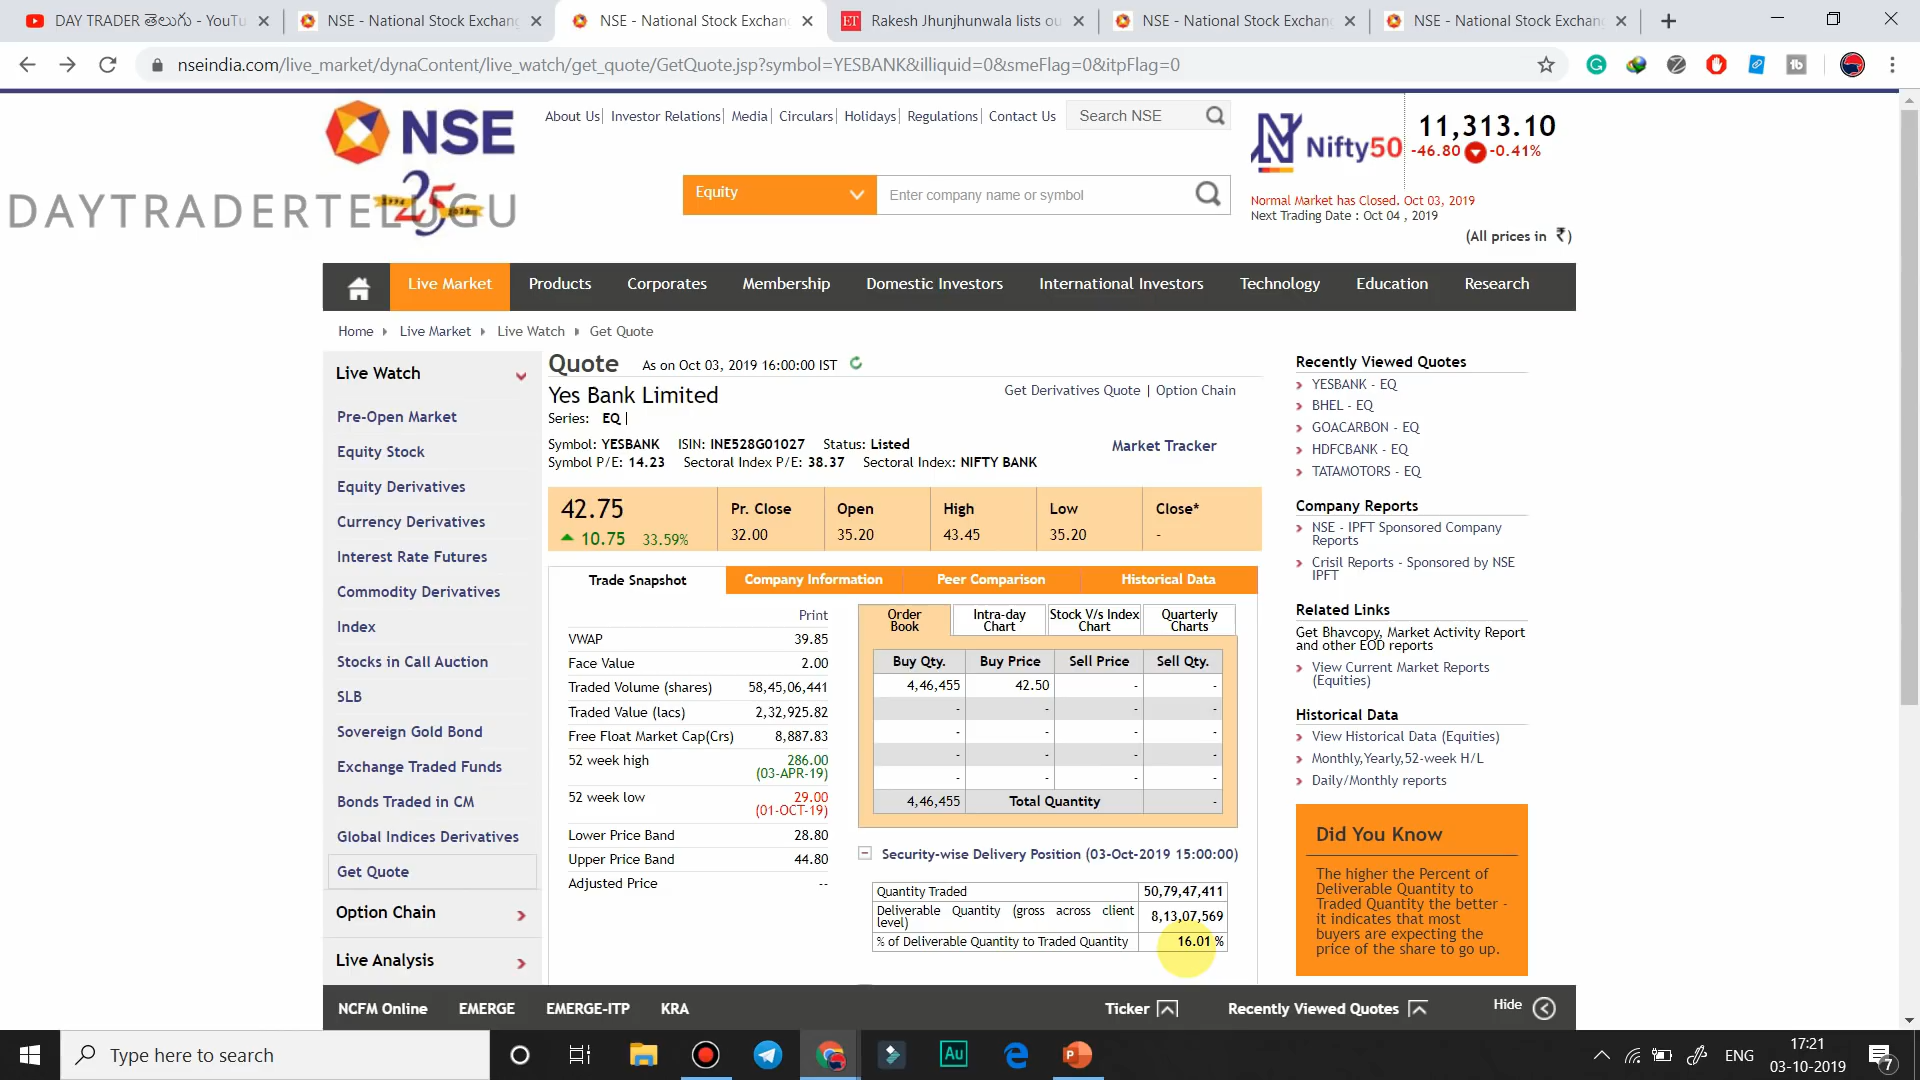 DAY TRADER తెలుగు - YouTu
NSE - National Stock Exchang
NSE - National Stock Exchan
Rakesh Jhunjhunwala lists ou
NSE - National Stock Exchan
NSE - National Stock Exchan
nseindia.com/live_market/dynaContent/live_watch/get_quote/GetQuote.jsp?symbol=YESBANK&illiquid=0&smeFlag=0&itpFlag=0
NSE
About Us| Investor Relations| Media| Circulars| Holidays| Regulations| Contact Us
Search NSE
Nifty50
11,313.10
-46.80 -0.41%
DAYTRADERTELUGU
25
Equity
Enter company name or symbol
Normal Market has Closed. Oct 03, 2019
Next Trading Date : Oct 04 , 2019
(All prices in ₹)
Live Market Products Corporates Membership Domestic Investors International Investors Technology Education Research
Home Live Market Live Watch Get Quote
Live Watch
Pre-Open Market
Equity Stock
Equity Derivatives
Currency Derivatives
Interest Rate Futures
Commodity Derivatives
Index
Stocks in Call Auction
SLB
Sovereign Gold Bond
Exchange Traded Funds
Bonds Traded in CM
Global Indices Derivatives
Get Quote
Option Chain
Live Analysis
Quote As on Oct 03, 2019 16:00:00 IST
Yes Bank Limited
Get Derivatives Quote | Option Chain
Series: EQ |
Symbol: YESBANK ISIN: INE528G01027 Status: Listed
Market Tracker
Symbol P/E: 14.23 Sectoral Index P/E: 38.37 Sectoral Index: NIFTY BANK
42.75 Pr. Close Open High Low Close*
10.75 33.59% 32.00 35.20 43.45 35.20 -
Trade Snapshot Company Information Peer Comparison Historical Data
Print
VWAP 39.85
Face Value 2.00
Traded Volume (shares) 58,45,06,441
Traded Value (lacs) 2,32,925.82
Free Float Market Cap(Crs) 8,887.83
52 week high 286.00
(03-APR-19)
52 week low 29.00
(01-OCT-19)
Lower Price Band 28.80
Upper Price Band 44.80
Adjusted Price --
Order Book
Intra-day Chart
Stock V/s Index Chart
Quarterly Charts
Buy Qty. Buy Price Sell Price Sell Qty.
4,46,455 42.50 - -
- - - -
- - - -
- - - -
- - - -
4,46,455 Total Quantity -
Security-wise Delivery Position (03-Oct-2019 15:00:00)
Quantity Traded 50,79,47,411
Deliverable Quantity (gross across client
level) 8,13,07,569
% of Deliverable Quantity to Traded Quantity 16.01 %
Recently Viewed Quotes
YESBANK - EQ
BHEL - EQ
GOACARBON - EQ
HDFCBANK - EQ
TATAMOTORS - EQ
Company Reports
NSE - IPFT Sponsored Company
Reports
Crisil Reports - Sponsored by NSE
IPFT
Related Links
Get Bhavcopy, Market Activity Report
and other EOD reports
View Current Market Reports
(Equities)
Historical Data
View Historical Data (Equities)
Monthly,Yearly,52-week H/L
Daily/Monthly reports
Did You Know
The higher the Percent of
Deliverable Quantity to
Traded Quantity the better -
it indicates that most
buyers are expecting the
price of the share to go up.
NCFM Online EMERGE EMERGE-ITP KRA Ticker Recently Viewed Quotes Hide
Type here to search
ENG
17:21
03-10-2019
7